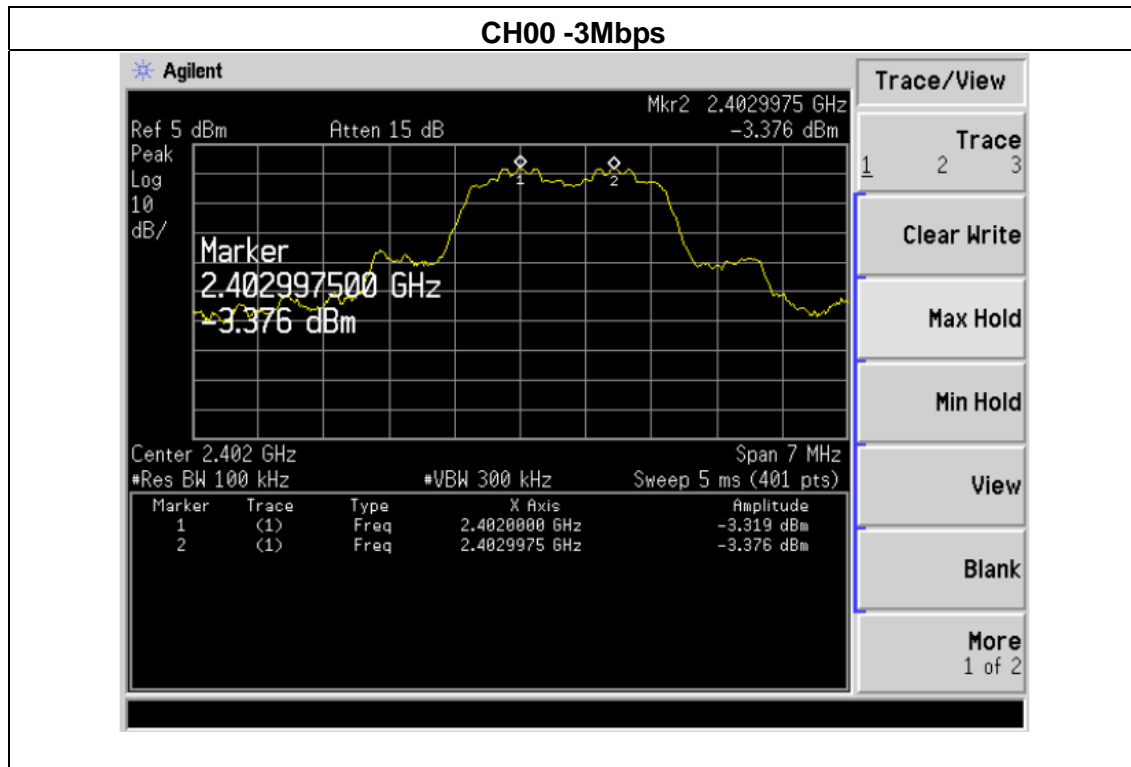 CH00 -3Mbps
Agilent
Trace/View
Mkr2 2.4029975 GHz
Ref 5 dBm Atten 15 dB -3.376 dBm
Peak
Log
10
dB/
1 2
Marker
2.402997500 GHz
-3.376 dBm
Center 2.402 GHz Span 7 MHz
#Res BW 100 kHz #VBW 300 kHz Sweep 5 ms (401 pts)
Marker Trace Type X Axis Amplitude
1 (1) Freq 2.4020000 GHz -3.319 dBm
2 (1) Freq 2.4029975 GHz -3.376 dBm
Trace
1 2 3
Clear Write
Max Hold
Min Hold
View
Blank
More
1 of 2